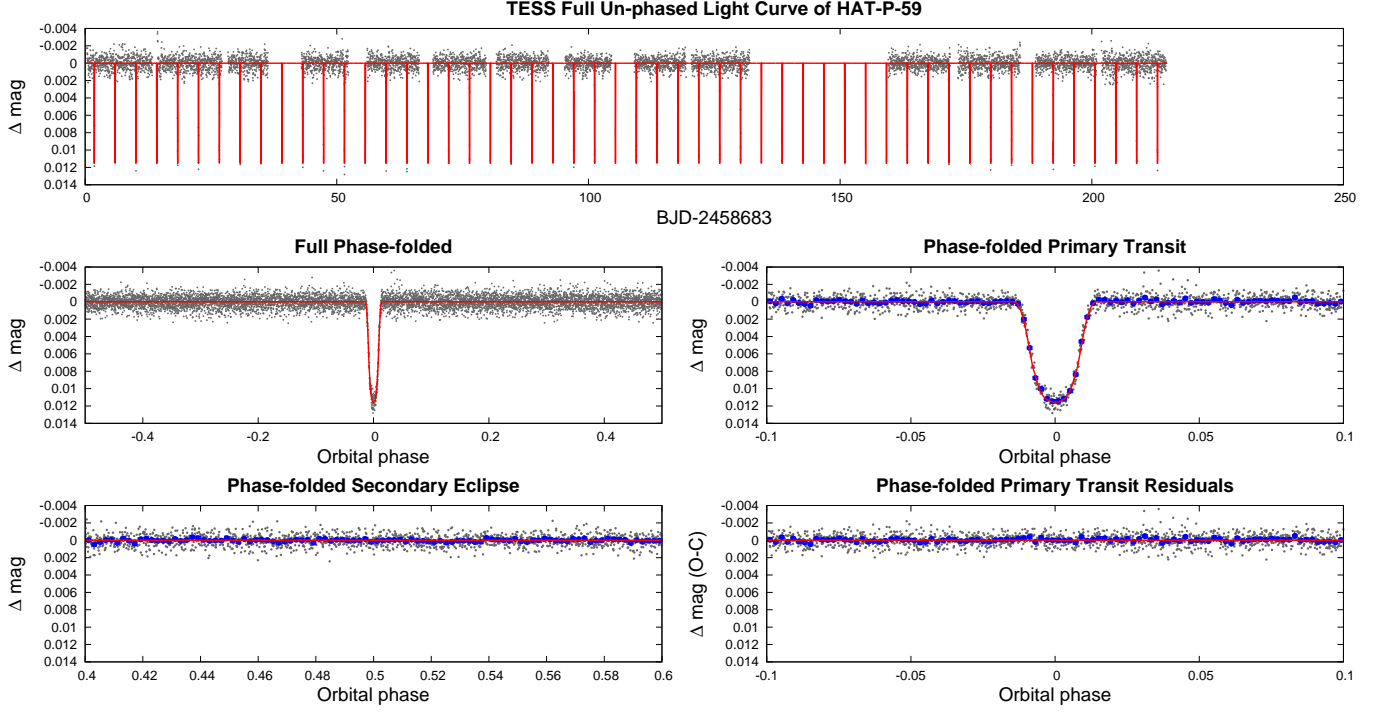 TESS Full Un-phased Light Curve of HAT-P-59
-0.004
-0.002
0
0.002
0.004
0.006
0.008
0.01
0.012
0.014
Δ mag
0 50 100 150 200 250
BJD-2458683
Full Phase-folded
-0.004
-0.002
0
0.002
0.004
0.006
0.008
0.01
0.012
0.014
Δ mag
-0.4 -0.2 0 0.2 0.4
Orbital phase
Phase-folded Primary Transit
-0.004
-0.002
0
0.002
0.004
0.006
0.008
0.01
0.012
0.014
Δ mag
-0.1 -0.05 0 0.05 0.1
Orbital phase
Phase-folded Secondary Eclipse
-0.004
-0.002
0
0.002
0.004
0.006
0.008
0.01
0.012
0.014
Δ mag
0.4 0.42 0.44 0.46 0.48 0.5 0.52 0.54 0.56 0.58 0.6
Orbital phase
Phase-folded Primary Transit Residuals
-0.004
-0.002
0
0.002
0.004
0.006
0.008
0.01
0.012
0.014
Δ mag (O-C)
-0.1 -0.05 0 0.05 0.1
Orbital phase